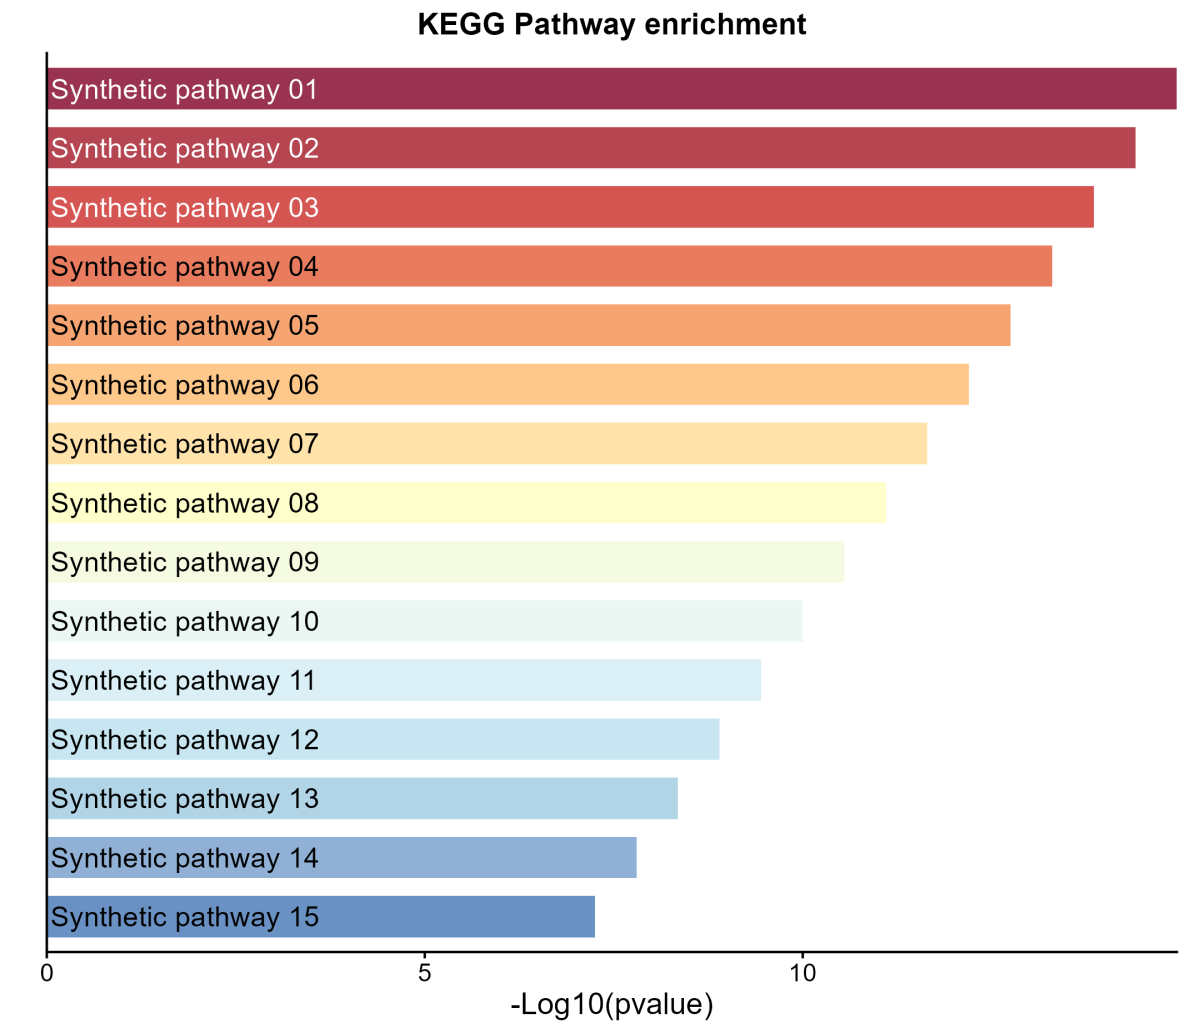 KEGG Pathway enrichment
Synthetic pathway 01
Synthetic pathway 02
Synthetic pathway 03
Synthetic pathway 04
Synthetic pathway 05
Synthetic pathway 06
Synthetic pathway 07
Synthetic pathway 08
Synthetic pathway 09
Synthetic pathway 10
Synthetic pathway 11
Synthetic pathway 12
Synthetic pathway 13
Synthetic pathway 14
Synthetic pathway 15
0 5 10
-Log10(pvalue)